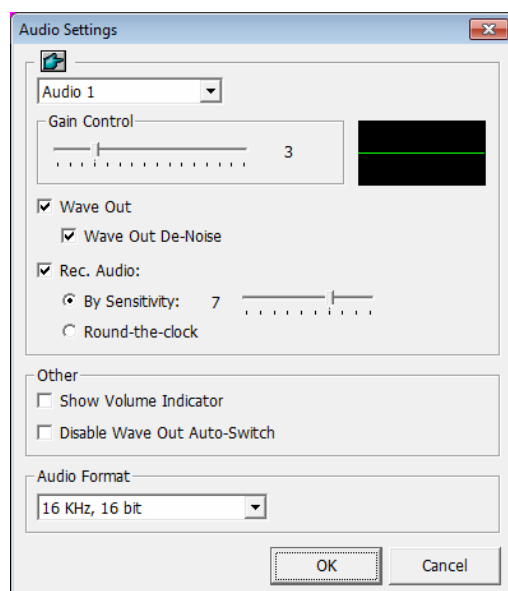 Audio Settings
Audio 1
Gain Control
3
Wave Out
Wave Out De-Noise
Rec. Audio:
By Sensitivity: 7
Round-the-clock
Other
Show Volume Indicator
Disable Wave Out Auto-Switch
Audio Format
16 KHz, 16 bit
OK Cancel